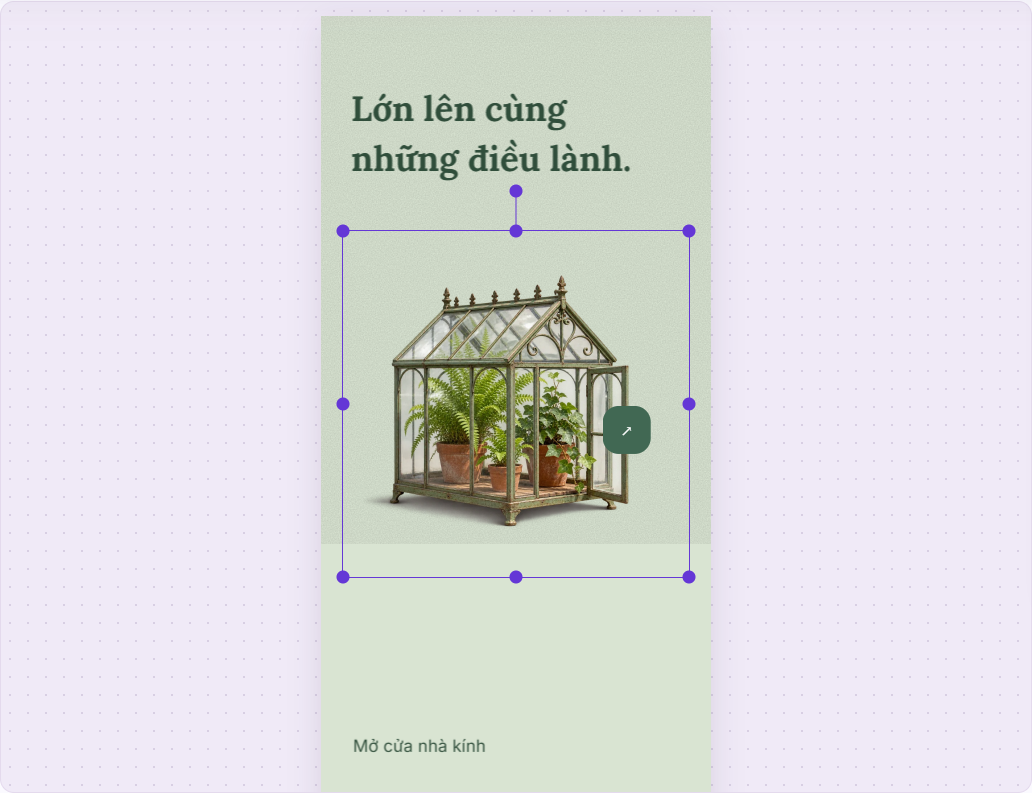 Lớn lên cùng
những điều lành.
↗
Mở cửa nhà kính